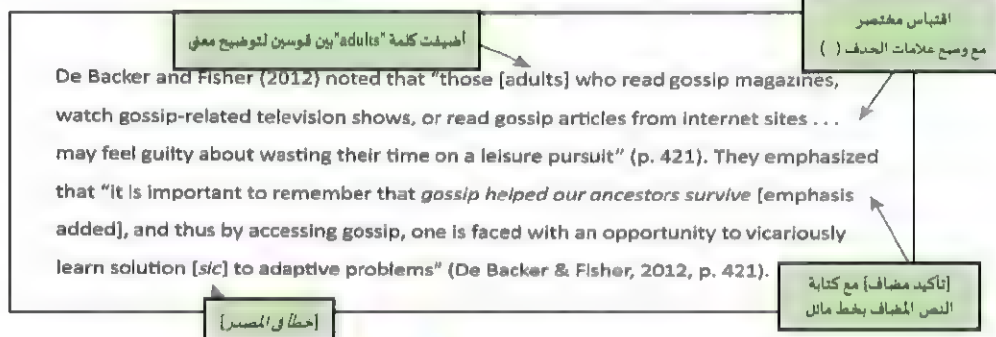 اقتباس مختصر
مع وضع علامات الحذف ( )
أضيفت كلمة "adults" بين قوسين لتوضيح معنى
De Backer and Fisher (2012) noted that "those [adults] who read gossip magazines,
watch gossip-related television shows, or read gossip articles from internet sites . . .
may feel guilty about wasting their time on a leisure pursuit" (p. 421). They emphasized
that "it is important to remember that gossip helped our ancestors survive [emphasis
added], and thus by accessing gossip, one is faced with an opportunity to vicariously
learn solution [sic] to adaptive problems" (De Backer & Fisher, 2012, p. 421).
[تأكيد مضاف] مع كتابة
النص المضاف بخط مائل
[خطأ في المصدر]